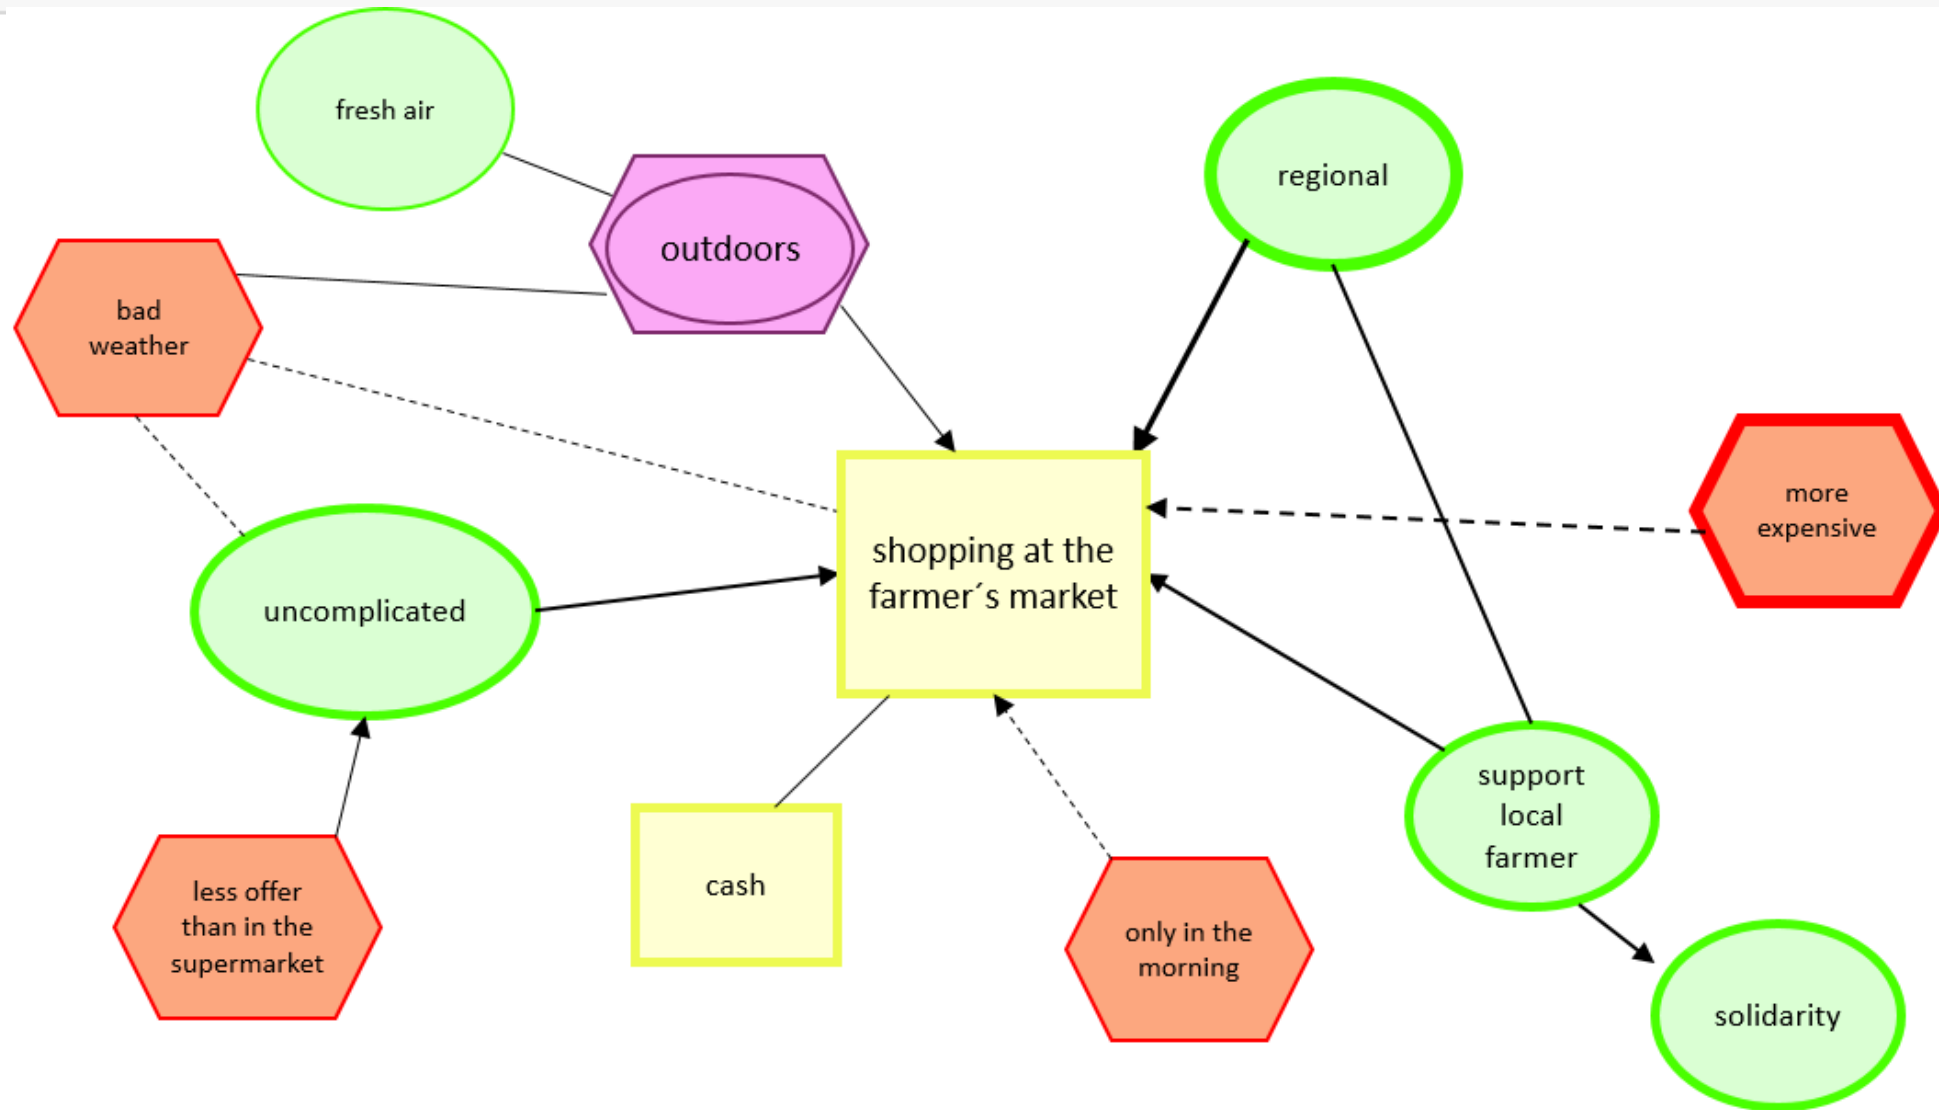 fresh air
regional
outdoors
bad
weather
more
expensive
shopping at the
farmer´s market
uncomplicated
support
local
farmer
cash
less offer
than in the
supermarket
only in the
morning
solidarity